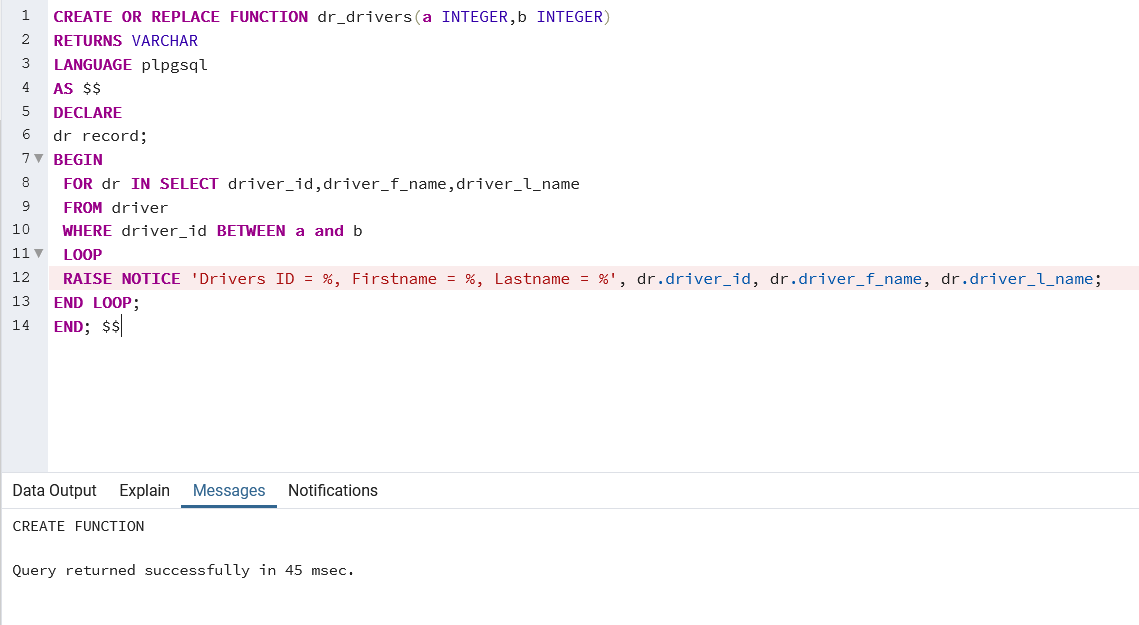 1 CREATE OR REPLACE FUNCTION dr_drivers(a INTEGER,b INTEGER)
2 RETURNS VARCHAR
3 LANGUAGE plpgsql
4 AS $$
5 DECLARE
6 dr record;
7 BEGIN
8 FOR dr IN SELECT driver_id,driver_f_name,driver_l_name
9 FROM driver
10 WHERE driver_id BETWEEN a and b
11 LOOP
12 RAISE NOTICE 'Drivers ID = %, Firstname = %, Lastname = %', dr.driver_id, dr.driver_f_name, dr.driver_l_name;
13 END LOOP;
14 END; $$
Data Output Explain Messages Notifications
CREATE FUNCTION
Query returned successfully in 45 msec.